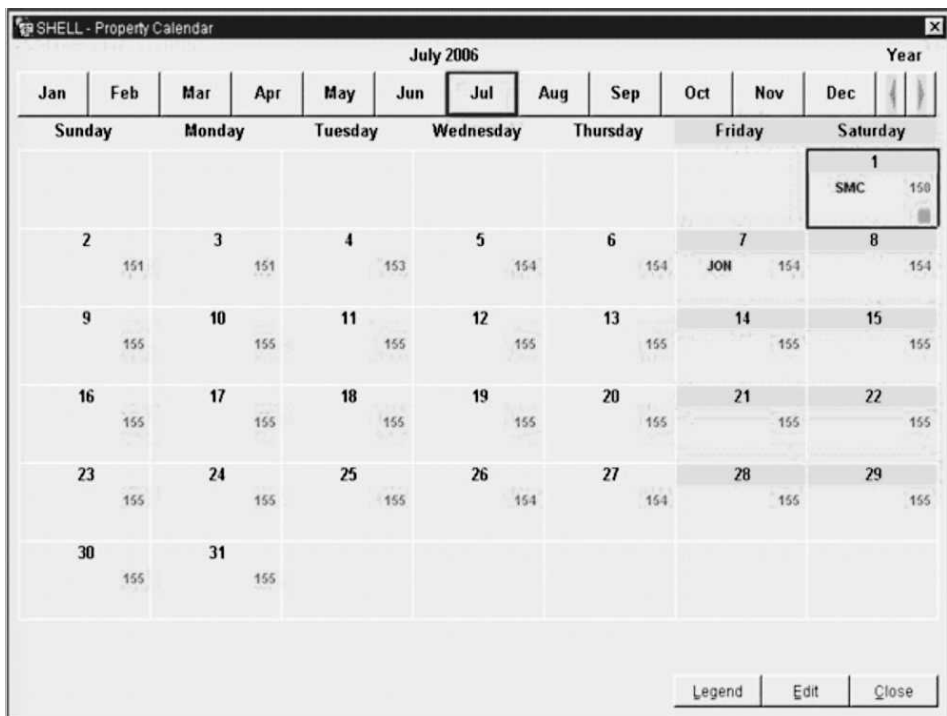 SHELL - Property Calendar
July 2006 Year
Jan Feb Mar Apr May Jun Jul Aug Sep Oct Nov Dec
Sunday Monday Tuesday Wednesday Thursday Friday Saturday
1
SMC 150
2 3 4 5 6 7 8
151 151 153 154 154 JON 154 154
9 10 11 12 13 14 15
155 155 155 155 155 155 155
16 17 18 19 20 21 22
155 155 155 155 155 155 155
23 24 25 26 27 28 29
155 155 155 154 154 155 155
30 31
155 155
Legend Edit Close